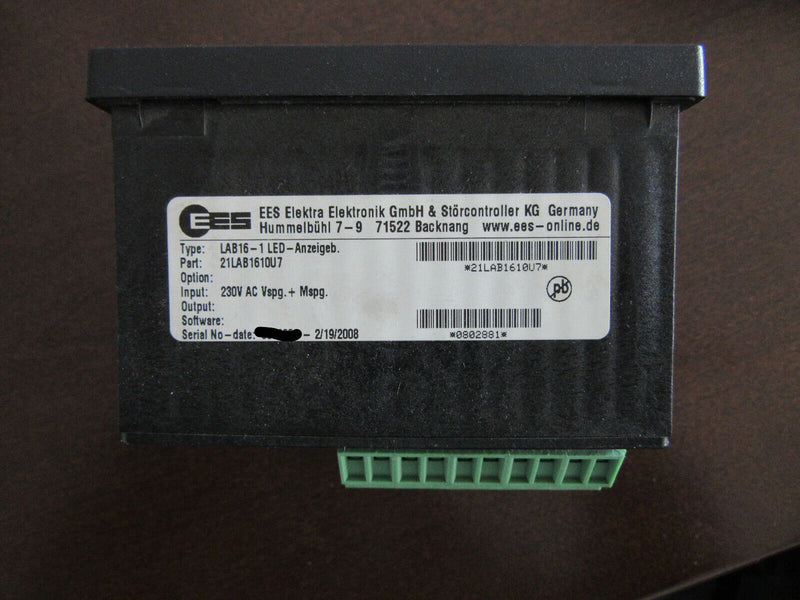 EES EES Elektra Elektronik GmbH & Störcontroller KG Germany
Hummelbühl 7-9 71522 Backnang www.ees-online.de
Type: LAB16-1 LED-Anzeigeb.
Part: 21LAB1610U7
*21LAB1610U7*
Option:
Input: 230V AC Vspg.+ Mspg.
Pb
Output:
Software:
Serial No-date: - 2/19/2008
*0802881*